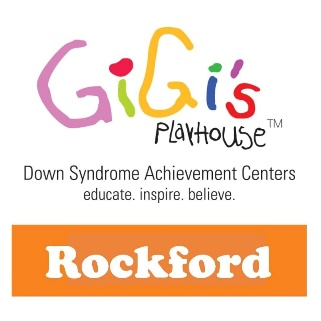 GiGi's
PLAYHOUSE™
Down Syndrome Achievement Centers
educate. inspire. believe.
Rockford